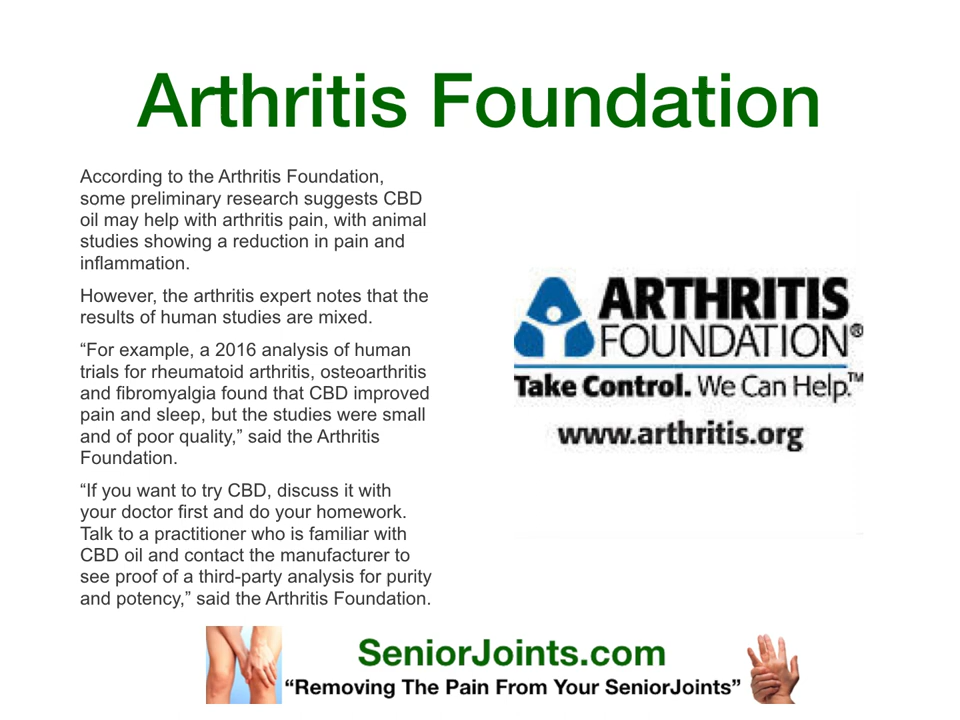 Arthritis Foundation
According to the Arthritis Foundation,
some preliminary research suggests CBD
oil may help with arthritis pain, with animal
studies showing a reduction in pain and
inflammation.
However, the arthritis expert notes that the
results of human studies are mixed.
“For example, a 2016 analysis of human
trials for rheumatoid arthritis, osteoarthritis
and fibromyalgia found that CBD improved
pain and sleep, but the studies were small
and of poor quality,” said the Arthritis
Foundation.
“If you want to try CBD, discuss it with
your doctor first and do your homework.
Talk to a practitioner who is familiar with
CBD oil and contact the manufacturer to
see proof of a third-party analysis for purity
and potency,” said the Arthritis Foundation.
ARTHRITIS
FOUNDATION®
Take Control. We Can Help.™
www.arthritis.org
SeniorJoints.com
“Removing The Pain From Your SeniorJoints”